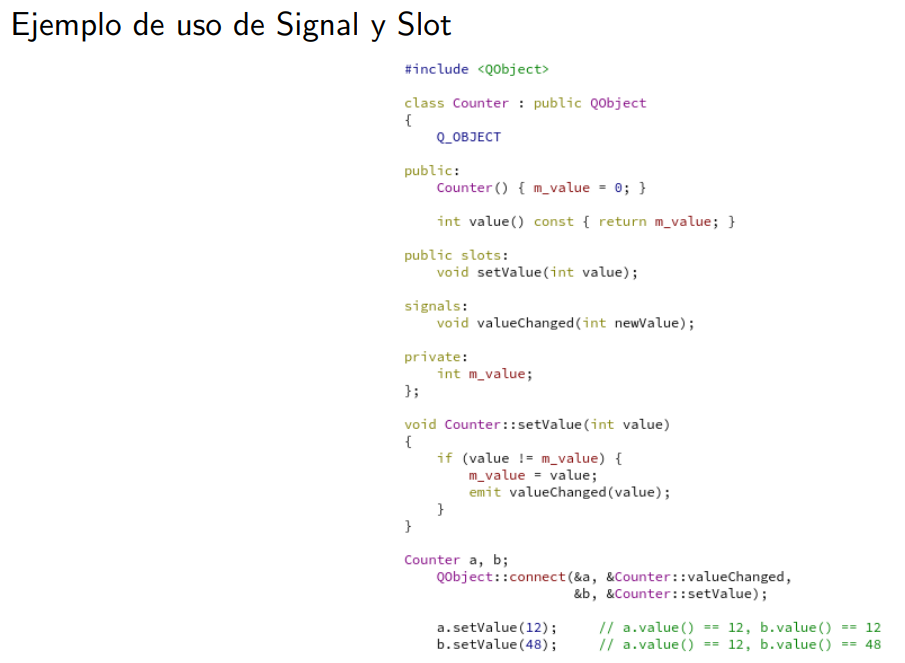 Ejemplo de uso de Signal y Slot
#include <QObject>
class Counter : public QObject
{
Q_OBJECT
public:
Counter() { m_value = 0; }
int value() const { return m_value; }
public slots:
void setValue(int value);
signals:
void valueChanged(int newValue);
private:
int m_value;
};
void Counter::setValue(int value)
{
if (value != m_value) {
m_value = value;
emit valueChanged(value);
}
}
Counter a, b;
QObject::connect(&a, &Counter::valueChanged,
&b, &Counter::setValue);
a.setValue(12); // a.value() == 12, b.value() == 12
b.setValue(48); // a.value() == 12, b.value() == 48